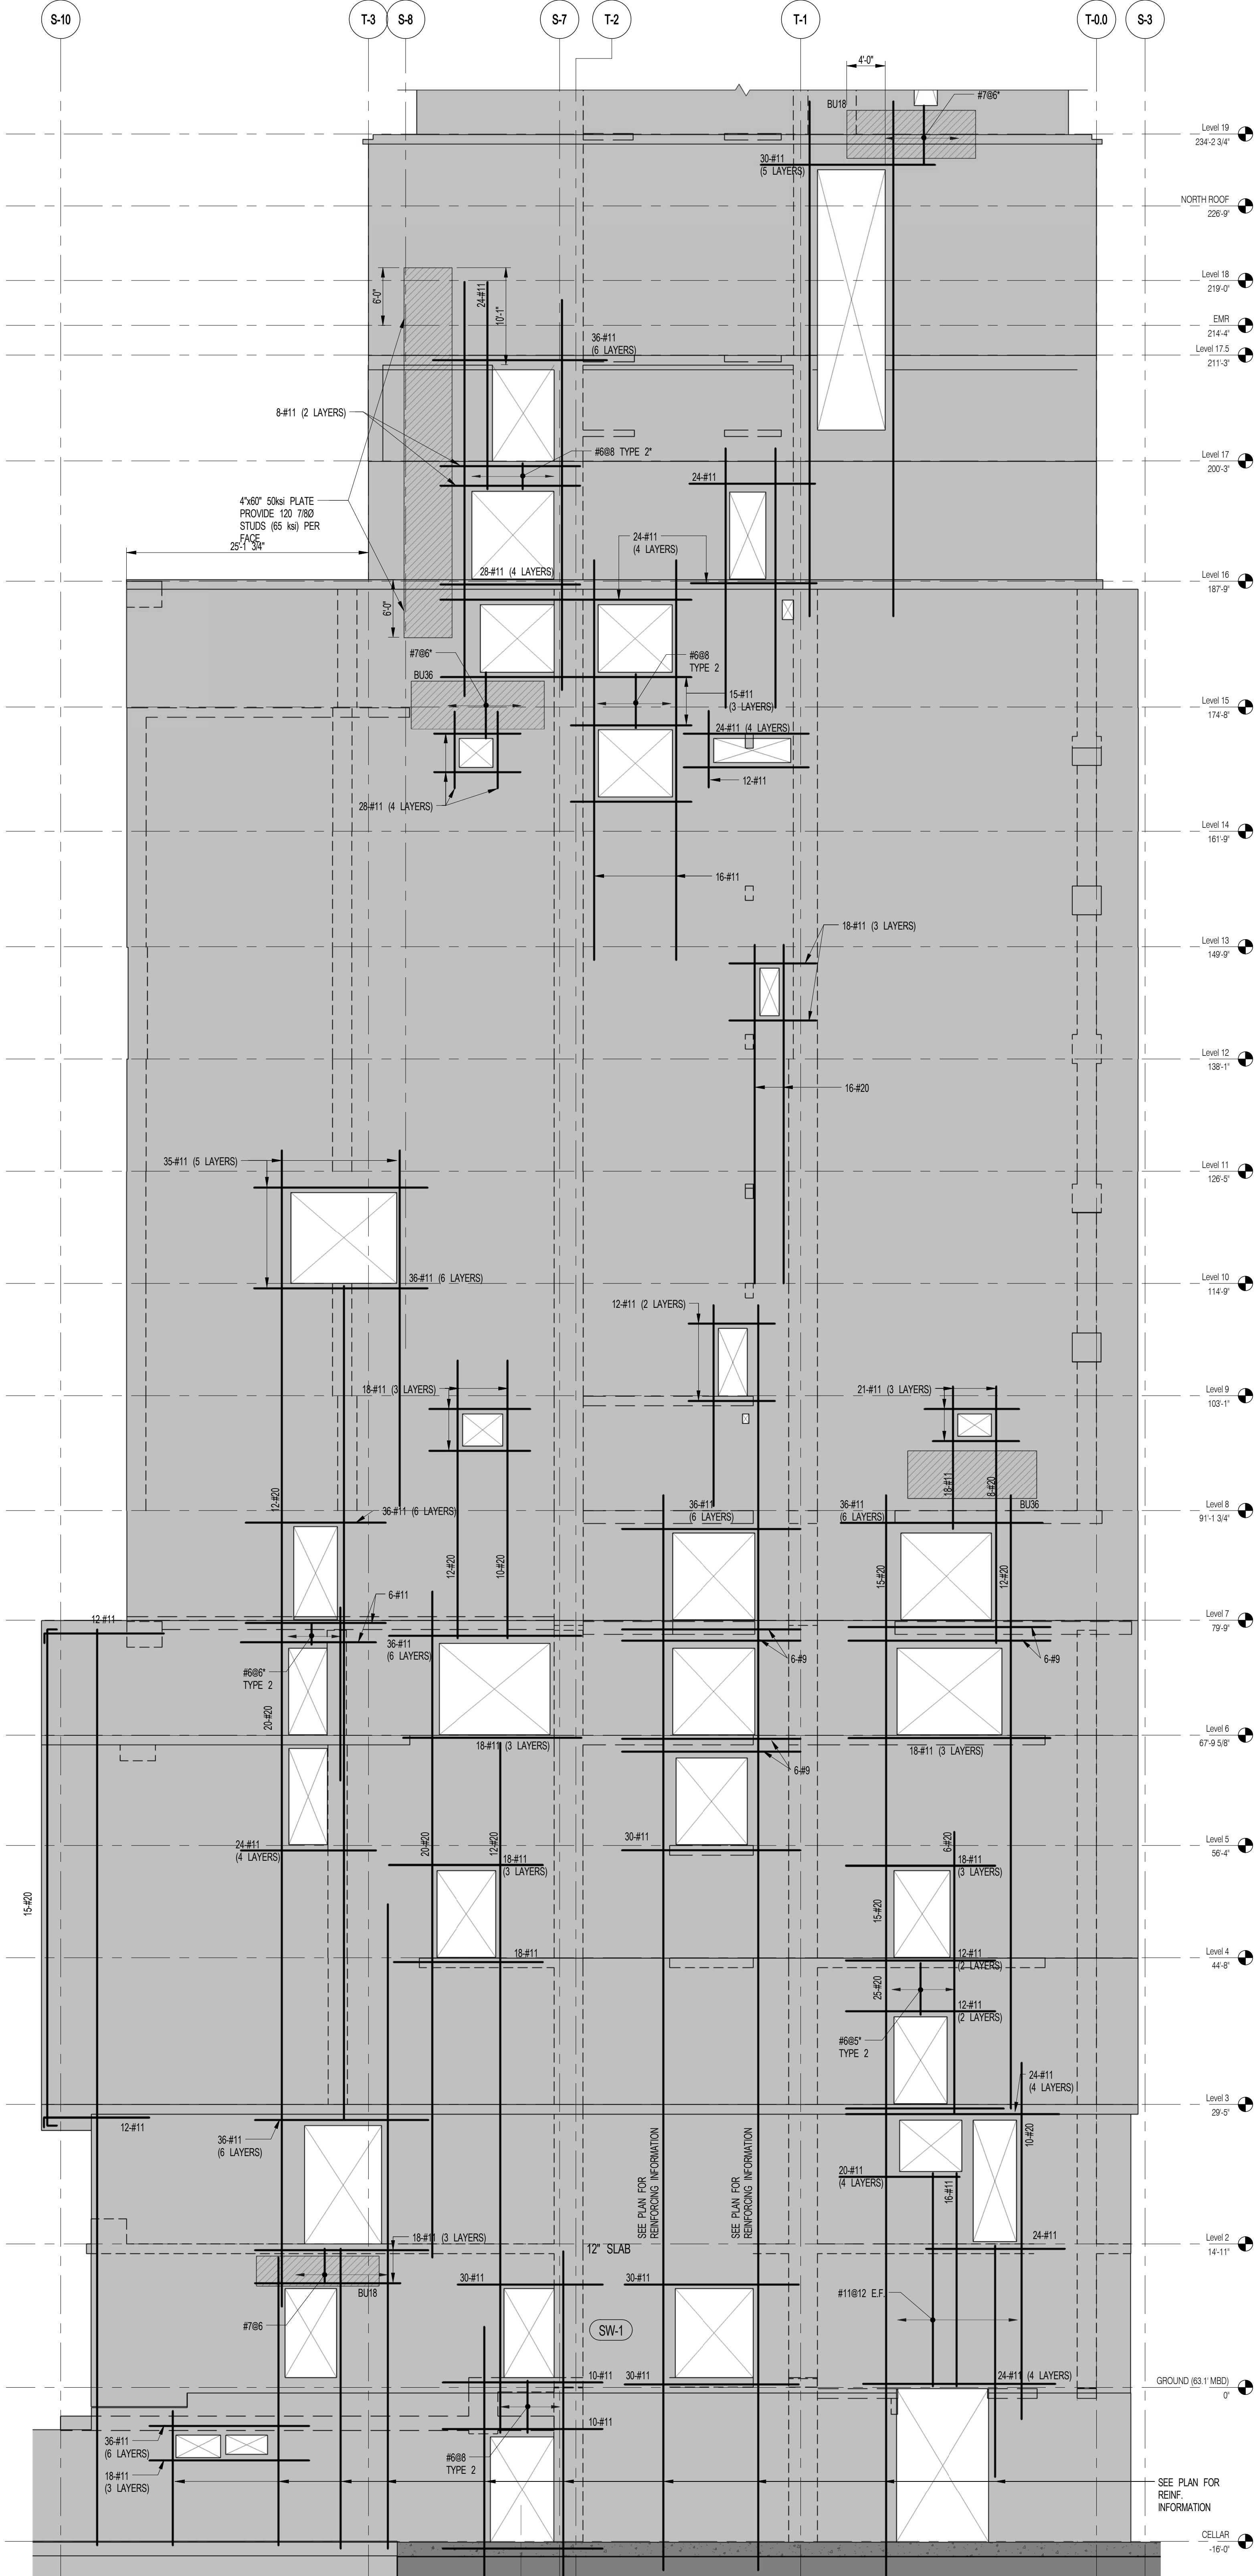 S-10
T-3
S-8
S-7
T-2
T-1
T-0.0
S-3
4'-0"
BU18
#7@6"
Level 19
234'-2 3/4"
30-#11
(5 LAYERS)
NORTH ROOF
226'-9"
6'-0"
24-#11
10'-1"
Level 18
219'-0"
EMR
214'-4"
36-#11
(6 LAYERS)
Level 17.5
211'-3"
8-#11 (2 LAYERS)
#6@8 TYPE 2"
Level 17
200'-3"
24-#11
4"x60" 50ksi PLATE
PROVIDE 120 7/8Ø
STUDS (65 ksi) PER
FACE
25'-1 3/4"
24-#11
(4 LAYERS)
28-#11 (4 LAYERS)
Level 16
187'-9"
6'-0"
#7@6"
BU36
#6@8
TYPE 2
15-#11
(3 LAYERS)
Level 15
174'-8"
24-#11 (4 LAYERS)
12-#11
28-#11 (4 LAYERS)
Level 14
161'-9"
16-#11
18-#11 (3 LAYERS)
Level 13
149'-9"
Level 12
138'-1"
16-#20
35-#11 (5 LAYERS)
Level 11
126'-5"
36-#11 (6 LAYERS)
Level 10
114'-9"
12-#11 (2 LAYERS)
18-#11 (3 LAYERS)
21-#11 (3 LAYERS)
Level 9
103'-1"
12-#20
18-#11
8-#20
36-#11 (6 LAYERS)
36-#11
(6 LAYERS)
36-#11
(6 LAYERS)
BU36
Level 8
91'-1 3/4"
12-#20
10-#20
15-#20
12-#20
6-#11
12-#11
Level 7
79'-9"
36-#11
(6 LAYERS)
6-#9
6-#9
#6@6"
TYPE 2
20-#20
Level 6
67'-9 5/8"
18-#11 (3 LAYERS)
18-#11 (3 LAYERS)
6-#9
24-#11
(4 LAYERS)
20-#20
12-#20
30-#11
6-#20
Level 5
56'-4"
18-#11
(3 LAYERS)
18-#11
(3 LAYERS)
15-#20
15-#20
18-#11
12-#11
(2 LAYERS)
Level 4
44'-8"
25-#20
12-#11
(2 LAYERS)
#6@5"
TYPE 2
24-#11
(4 LAYERS)
Level 3
29'-5"
12-#11
36-#11
(6 LAYERS)
SEE PLAN FOR
REINFORCING INFORMATION
SEE PLAN FOR
REINFORCING INFORMATION
10-#20
20-#11
(4 LAYERS)
16-#11
18-#11 (3 LAYERS)
24-#11
12" SLAB
Level 2
14'-11"
30-#11
30-#11
BU18
#11@12 E.F.
#7@6
SW-1
10-#11
30-#11
24-#11 (4 LAYERS)
GROUND (63.1' MBD)
0'
10-#11
36-#11
(6 LAYERS)
#6@8
TYPE 2
18-#11
(3 LAYERS)
SEE PLAN FOR
REINF.
INFORMATION
CELLAR
-16'-0"